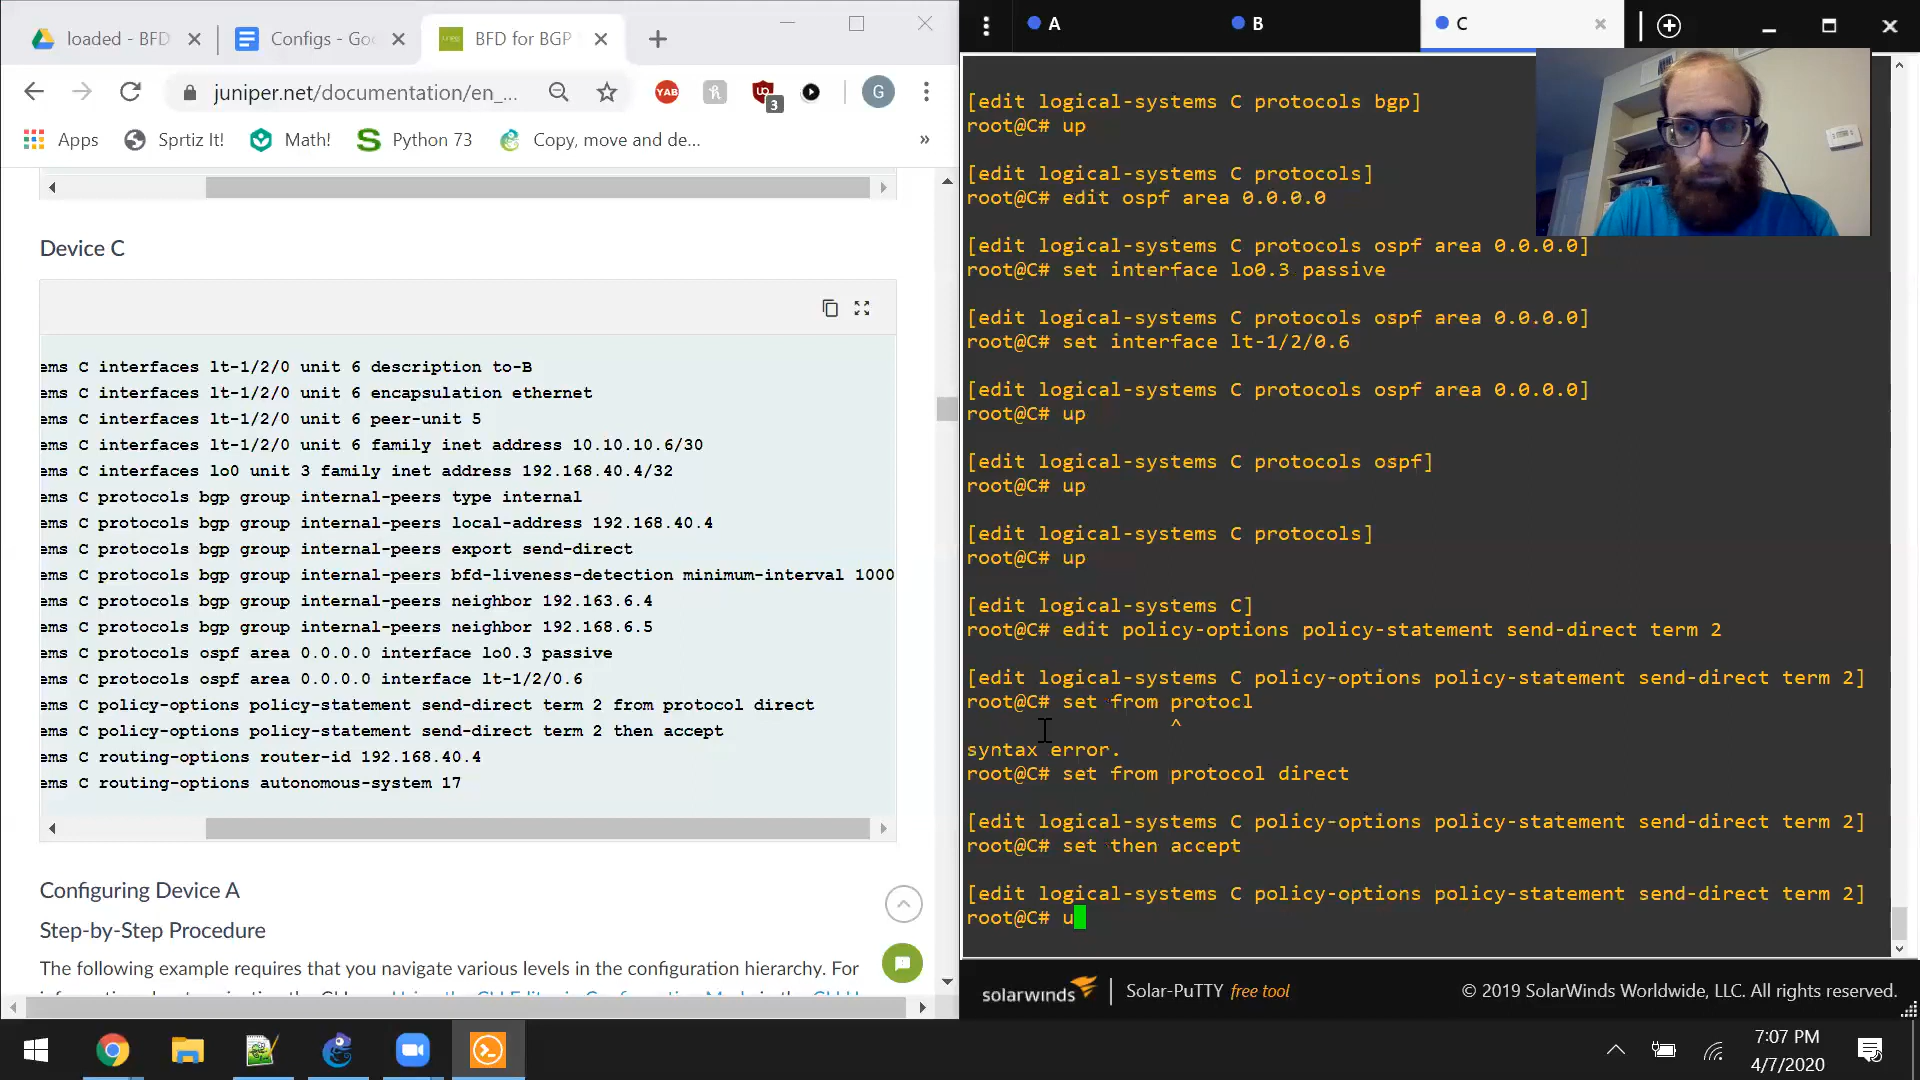 loaded - BFD
Configs - Goo
BFD for BGP
A
B
C
juniper.net/documentation/en_...
YAB
3
G
Apps
Sprtiz It!
Math!
Python 73
Copy, move and de...
»
Device C
ems C interfaces lt-1/2/0 unit 6 description to-B
ems C interfaces lt-1/2/0 unit 6 encapsulation ethernet
ems C interfaces lt-1/2/0 unit 6 peer-unit 5
ems C interfaces lt-1/2/0 unit 6 family inet address 10.10.10.6/30
ems C interfaces lo0 unit 3 family inet address 192.168.40.4/32
ems C protocols bgp group internal-peers type internal
ems C protocols bgp group internal-peers local-address 192.168.40.4
ems C protocols bgp group internal-peers export send-direct
ems C protocols bgp group internal-peers bfd-liveness-detection minimum-interval 1000
ems C protocols bgp group internal-peers neighbor 192.163.6.4
ems C protocols bgp group internal-peers neighbor 192.168.6.5
ems C protocols ospf area 0.0.0.0 interface lo0.3 passive
ems C protocols ospf area 0.0.0.0 interface lt-1/2/0.6
ems C policy-options policy-statement send-direct term 2 from protocol direct
ems C policy-options policy-statement send-direct term 2 then accept
ems C routing-options router-id 192.168.40.4
ems C routing-options autonomous-system 17
Configuring Device A
Step-by-Step Procedure
The following example requires that you navigate various levels in the configuration hierarchy. For
[edit logical-systems C protocols bgp]
root@C# up
[edit logical-systems C protocols]
root@C# edit ospf area 0.0.0.0
[edit logical-systems C protocols ospf area 0.0.0.0]
root@C# set interface lo0.3 passive
[edit logical-systems C protocols ospf area 0.0.0.0]
root@C# set interface lt-1/2/0.6
[edit logical-systems C protocols ospf area 0.0.0.0]
root@C# up
[edit logical-systems C protocols ospf]
root@C# up
[edit logical-systems C protocols]
root@C# up
[edit logical-systems C]
root@C# edit policy-options policy-statement send-direct term 2
[edit logical-systems C policy-options policy-statement send-direct term 2]
root@C# set from protocl
^
syntax error.
root@C# set from protocol direct
[edit logical-systems C policy-options policy-statement send-direct term 2]
root@C# set then accept
[edit logical-systems C policy-options policy-statement send-direct term 2]
root@C# u
solarwinds
Solar-PuTTY free tool
© 2019 SolarWinds Worldwide, LLC. All rights reserved.
7:07 PM
4/7/2020